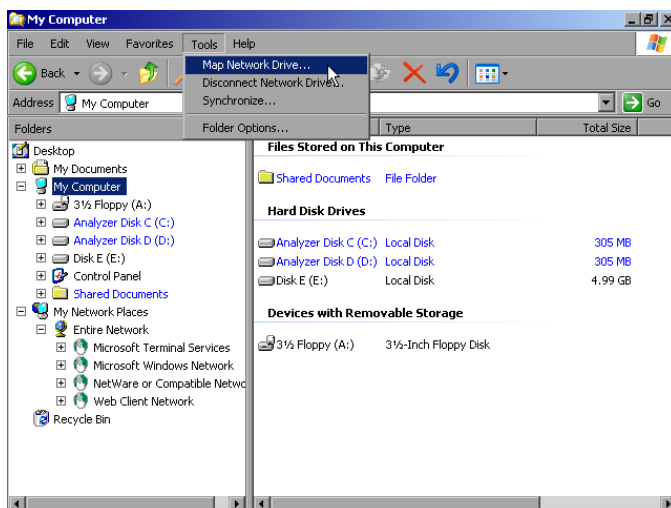 My Computer
File Edit View Favorites Tools Help
Back
Map Network Drive...
Disconnect Network Drive...
Synchronize...
Folder Options...
Address My Computer Go
Folders Type Total Size
Desktop
My Documents
My Computer
3½ Floppy (A:)
Analyzer Disk C (C:)
Analyzer Disk D (D:)
Disk E (E:)
Control Panel
Shared Documents
My Network Places
Entire Network
Microsoft Terminal Services
Microsoft Windows Network
NetWare or Compatible Netwo
Web Client Network
Recycle Bin
Files Stored on This Computer
Shared Documents File Folder
Hard Disk Drives
Analyzer Disk C (C:) Local Disk 305 MB
Analyzer Disk D (D:) Local Disk 305 MB
Disk E (E:) Local Disk 4.99 GB
Devices with Removable Storage
3½ Floppy (A:) 3½-Inch Floppy Disk